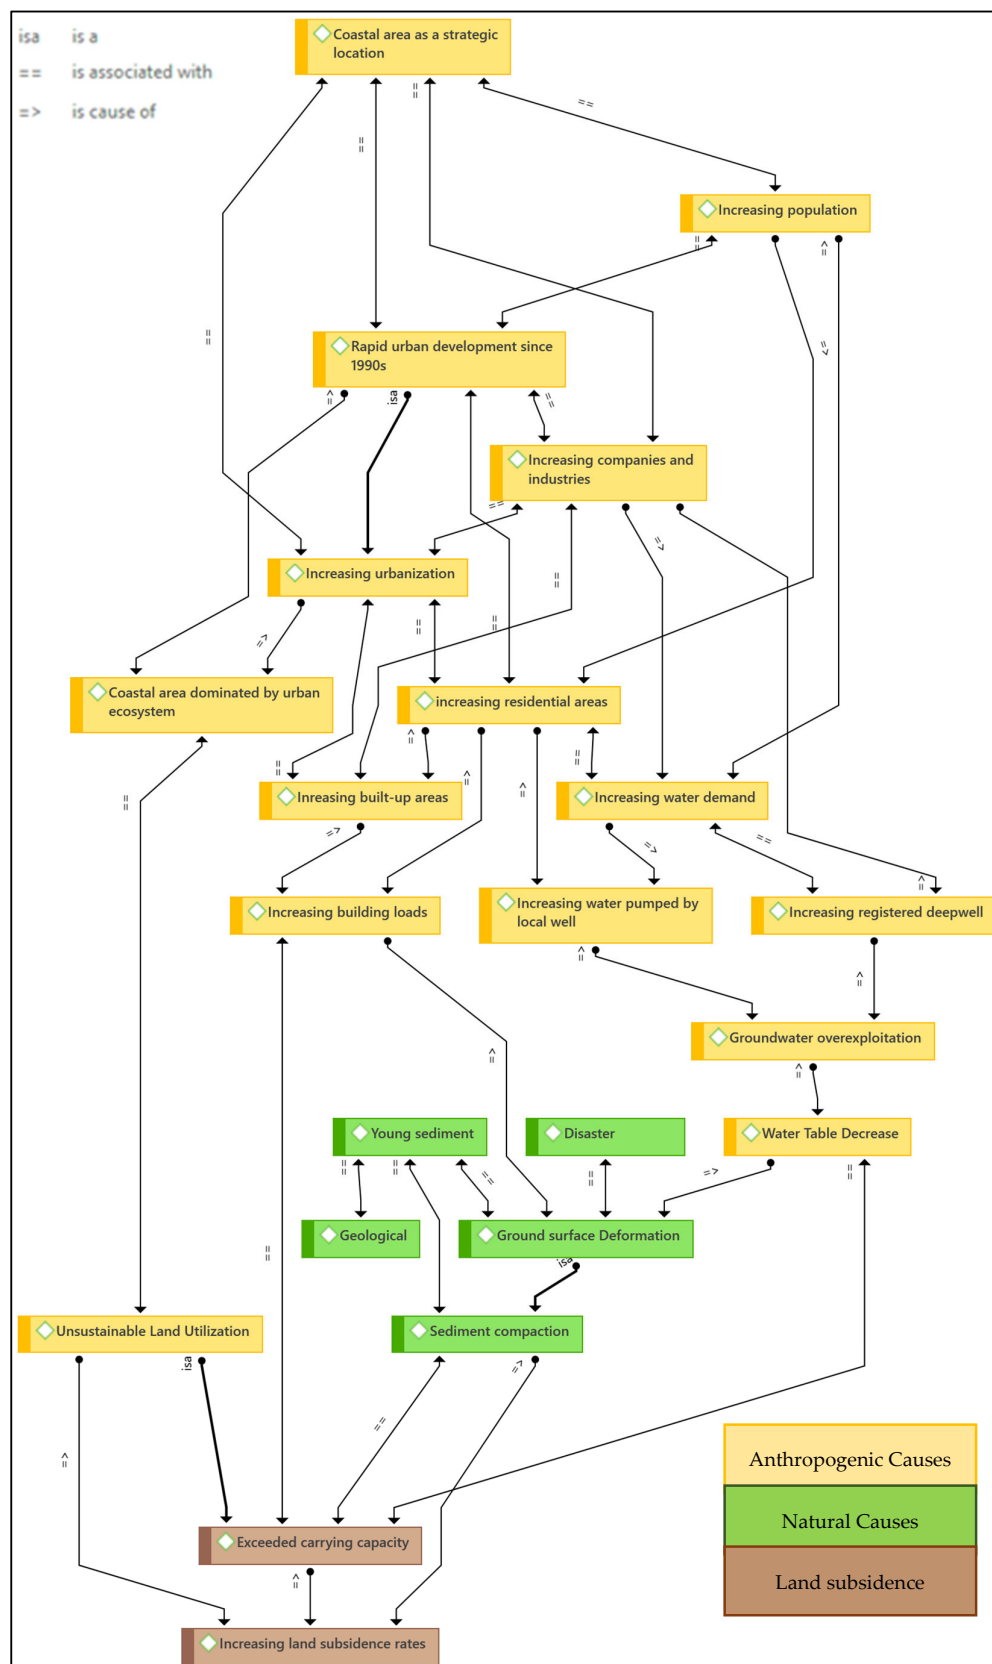 isa is a
== is associated with
=> is cause of
Coastal area as a strategic
location
==
==
==
==
Increasing population
==
=>
=>
Rapid urban development since
1990s
=>
isa
==
Increasing companies and
industries
==
=>
==
==
==
Increasing urbanization
=>
Coastal area dominated by urban
ecosystem
increasing residential areas
==
==
=>
=>
=>
==
Inreasing built-up areas
Increasing water demand
=>
=>
==
=>
Increasing building loads
Increasing water pumped by
local well
Increasing registered deepwell
=>
=>
==
=>
Groundwater overexploitation
=>
Young sediment
Disaster
Water Table Decrease
==
==
==
==
=>
==
Geological
Ground surface Deformation
isa
Unsustainable Land Utilization
Sediment compaction
isa
=>
=>
==
Anthropogenic Causes
Natural Causes
Land subsidence
Exceeded carrying capacity
=>
Increasing land subsidence rates